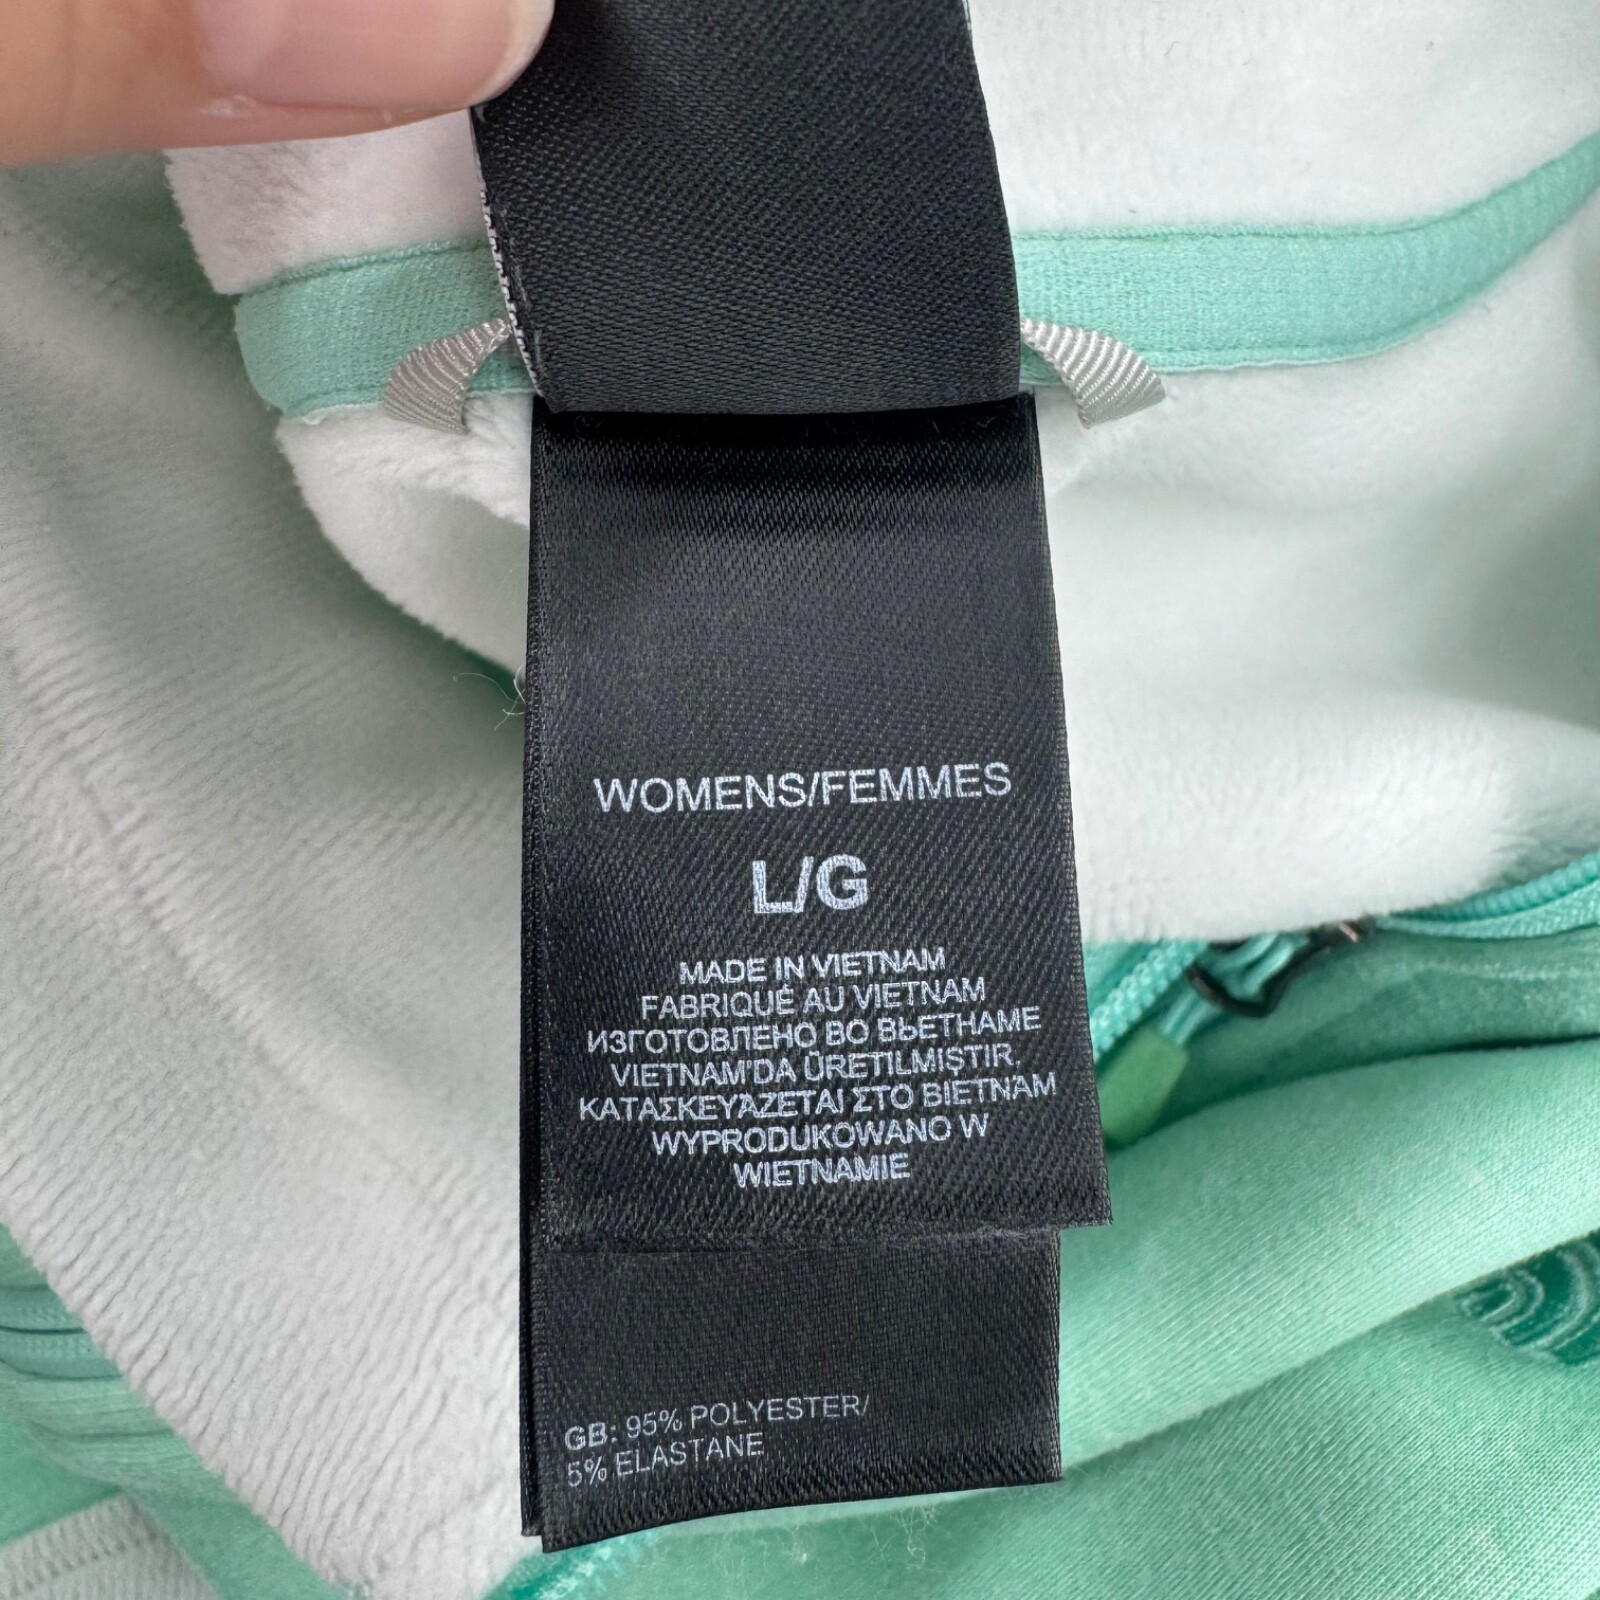 WOMENS/FEMMES
L/G
MADE IN VIETNAM
FABRIQUÉ AU VIETNAM
ИЗГОТОВЛЕНО ВО ВЬЕТНАМЕ
VIETNAM'DA ÜRETILMIŞTIR.
ΚΑΤΑΣΚΕΥΆΖΕΤΑΙ ΣΤΟ ΒΙΕΤΝΆΜ
WYPRODUKOWANO W
WIETNAMIE
GB: 95% POLYESTER/
5% ELASTANE